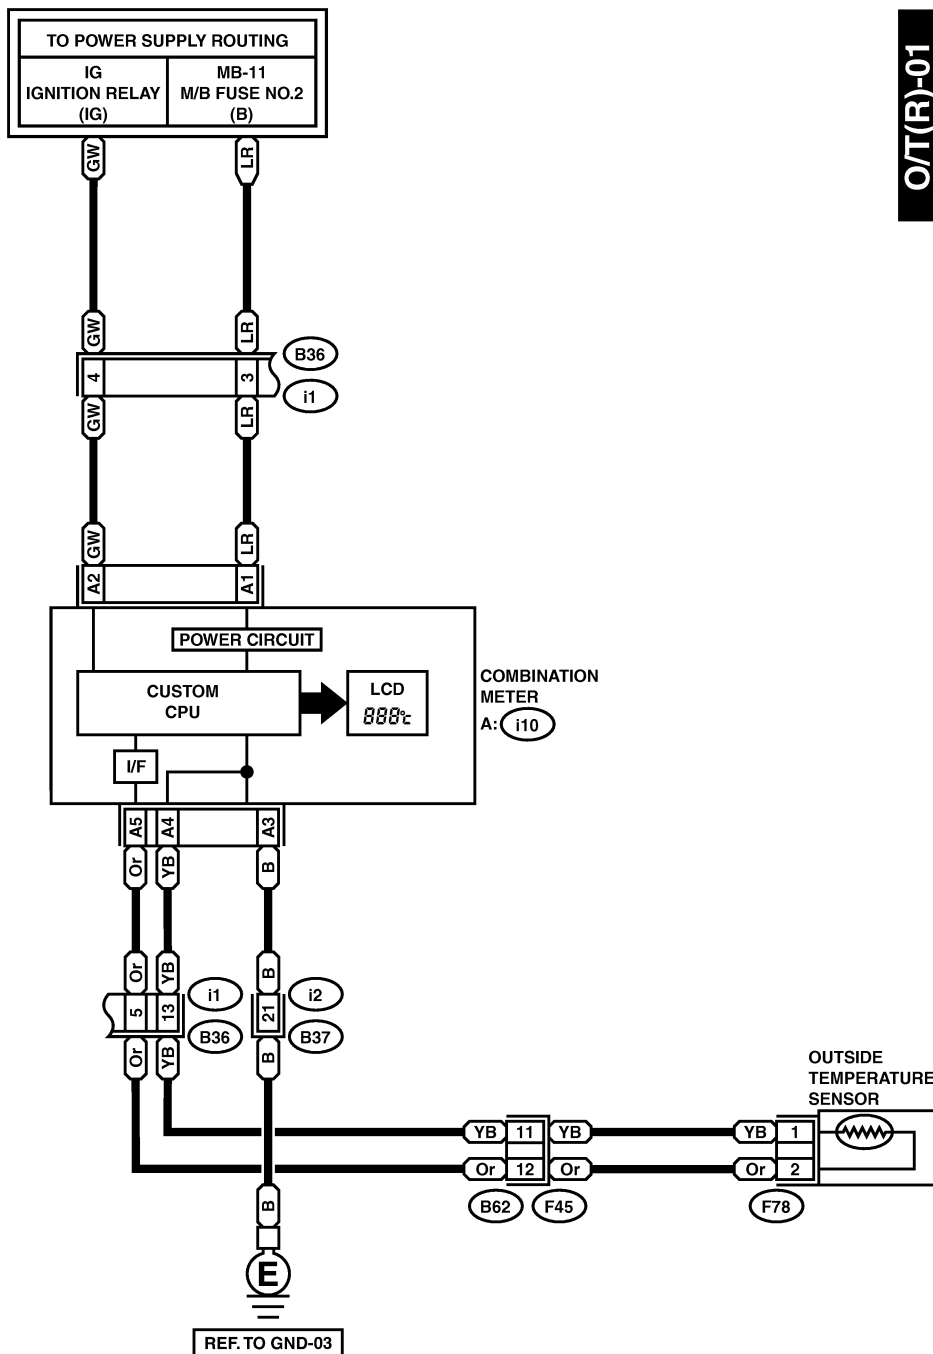 TO POWER SUPPLY ROUTING
IG
IGNITION RELAY
(IG)
MB-11
M/B FUSE NO.2
(B)
O/T(R)-01
GW
LR
GW
LR
B36
4
3
i1
GW
LR
GW
LR
A2
A1
POWER CIRCUIT
CUSTOM
CPU
LCD
888°c
COMBINATION
METER
A: i10
I/F
A5
A4
A3
Or
YB
B
Or
YB
B
i1
i2
5
13
21
B36
B37
Or
YB
B
OUTSIDE
TEMPERATURE
SENSOR
YB 11 YB
YB 1
Or 12 Or
Or 2
B62
F45
F78
B
E
REF. TO GND-03